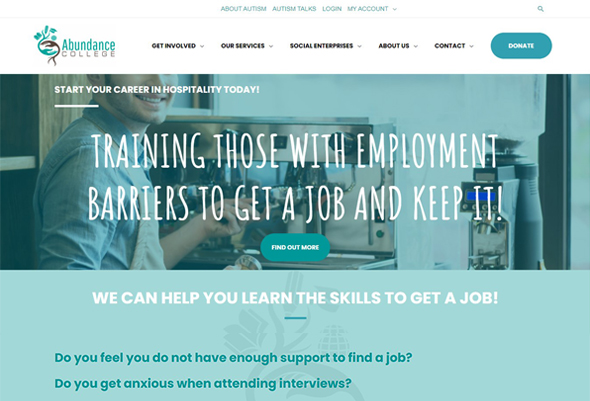 ABOUT AUTISM AUTISM TALKS LOGIN MY ACCOUNT
Abundance
COLLEGE
GET INVOLVED OUR SERVICES SOCIAL ENTERPRISES ABOUT US CONTACT DONATE
START YOUR CAREER IN HOSPITALITY TODAY!
TRAINING THOSE WITH EMPLOYMENT
BARRIERS TO GET A JOB AND KEEP IT!
FIND OUT MORE
WE CAN HELP YOU LEARN THE SKILLS TO GET A JOB!
Do you feel you do not have enough support to find a job?
Do you get anxious when attending interviews?